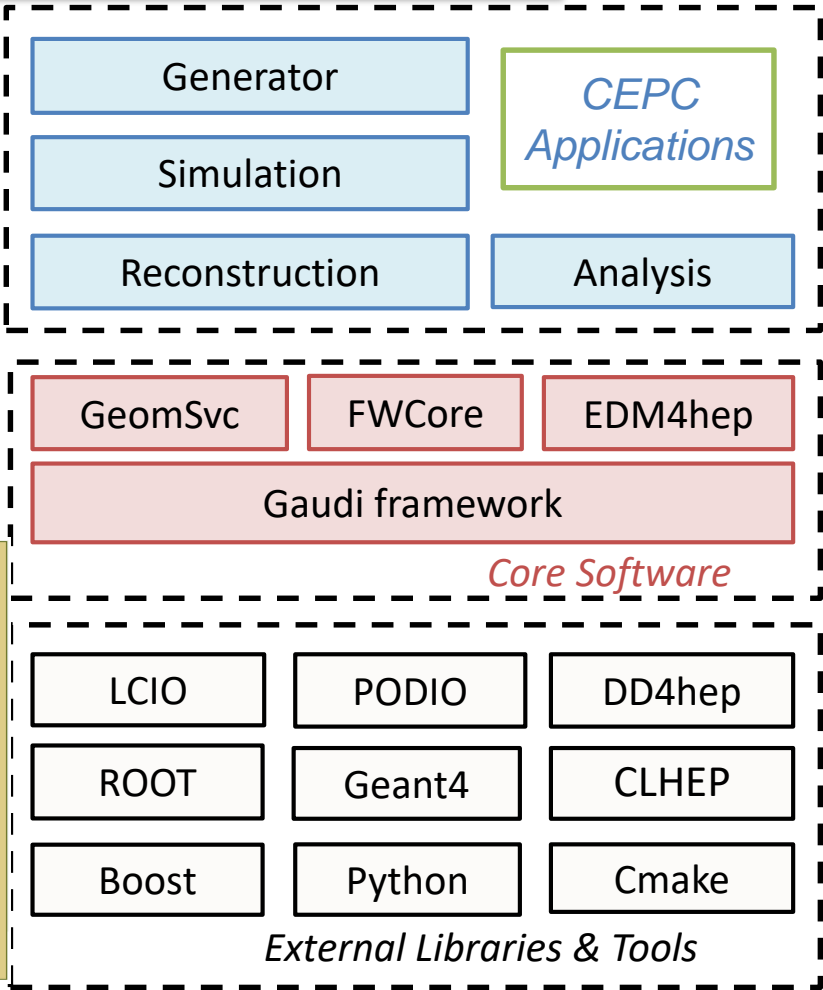 Generator
CEPC
Applications
Simulation
Reconstruction
Analysis
GeomSvc
FWCore
EDM4hep
Gaudi framework
Core Software
LCIO
PODIO
DD4hep
ROOT
Geant4
CLHEP
Boost
Python
Cmake
External Libraries & Tools